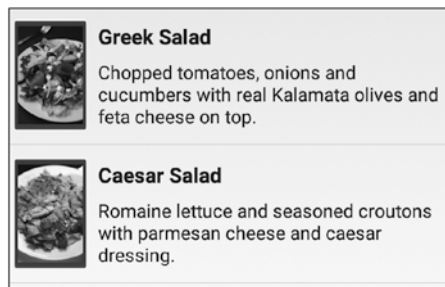 Greek Salad
Chopped tomatoes, onions and
cucumbers with real Kalamata olives and
feta cheese on top.
Caesar Salad
Romaine lettuce and seasoned croutons
with parmesan cheese and caesar
dressing.